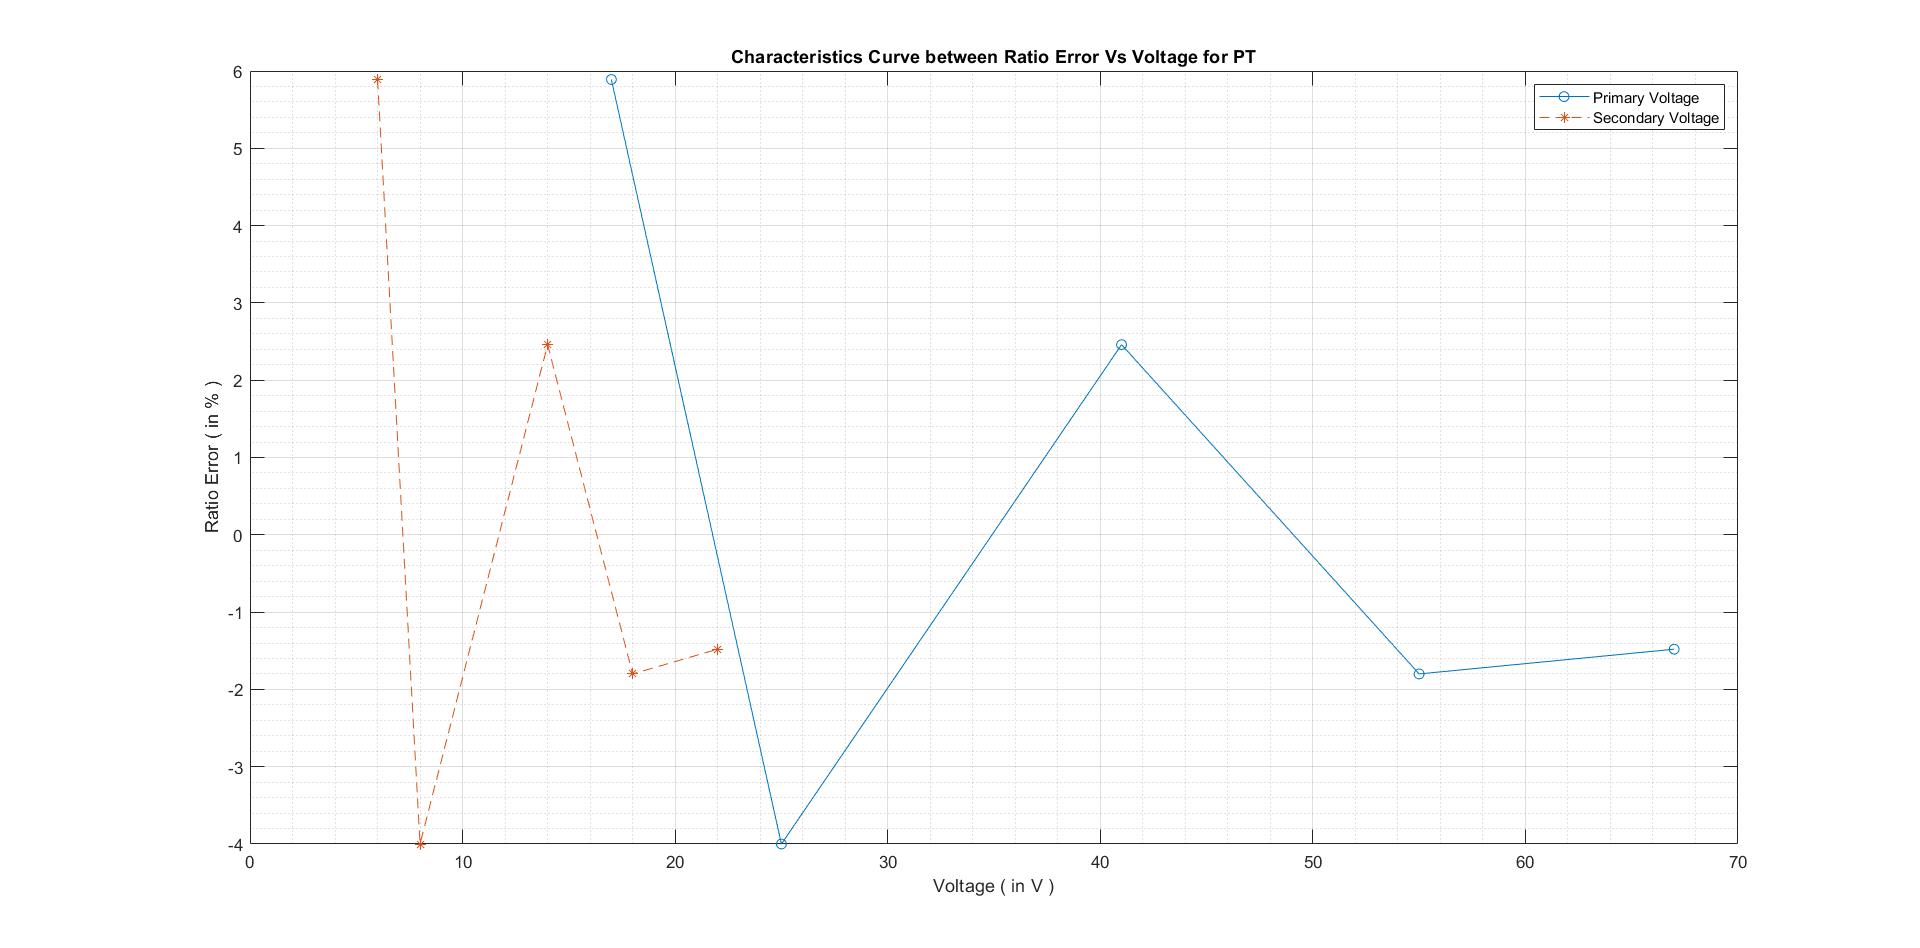 Characteristics Curve between Ratio Error Vs Voltage for PT
Primary Voltage
Secondary Voltage
6
5
4
3
2
1
0
-1
-2
-3
-4
Ratio Error ( in % )
0 10 20 30 40 50 60 70
Voltage ( in V )